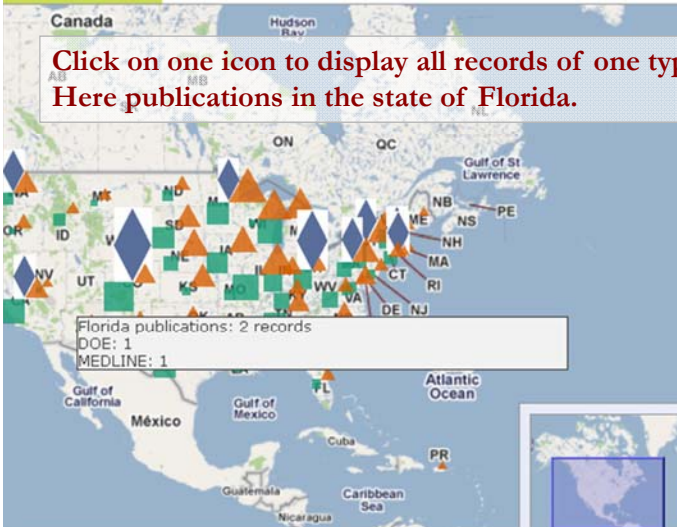 Canada
Hudson
Bay
Click on one icon to display all records of one typ
Here publications in the state of Florida.
AB
MB
NL
ON
QC
Gulf of St
Lawrence
NB
PE
ME
NS
ND
OR
ID
SD
NH
MA
NE
IA
CT
RI
NV
UT
KS
MO
WV
VA
DE
NJ
Florida publications: 2 records
DOE: 1
MEDLINE: 1
Gulf of
California
Gulf of
Mexico
FL
Atlantic
Ocean
México
Cuba
PR
Guatemala
Caribbean
Sea
Nicaragua